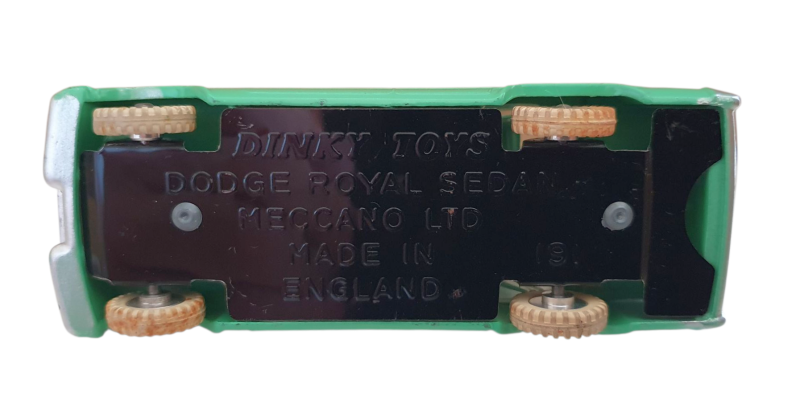 DINKY TOYS
DODGE ROYAL SEDAN
MECCANO LTD
MADE IN 191
ENGLAND